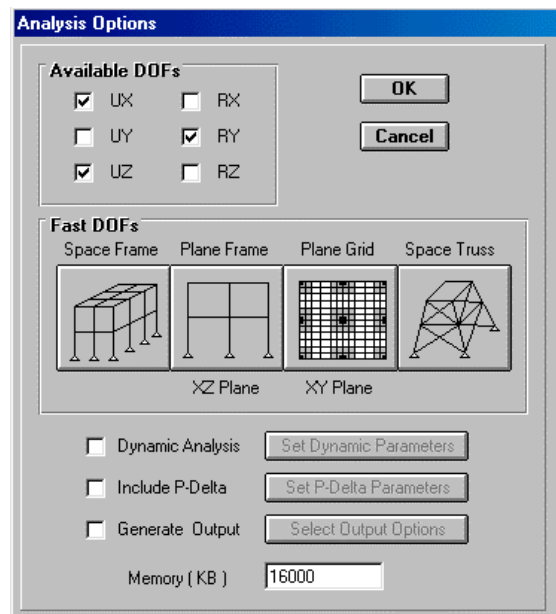 Analysis Options
Available DOFs
UX RX
UY RY
UZ RZ
OK
Cancel
Fast DOFs
Space Frame Plane Frame Plane Grid Space Truss
XZ Plane XY Plane
Dynamic Analysis Set Dynamic Parameters
Include P-Delta Set P-Delta Parameters
Generate Output Select Output Options
Memory ( KB ) 16000